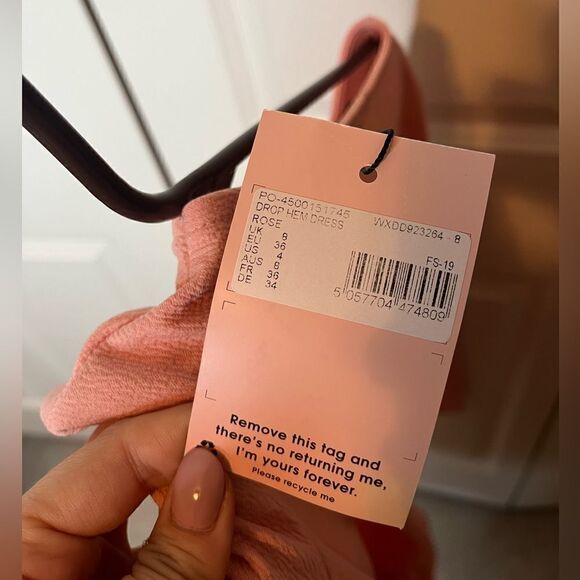 PO-4500151746 WXDD923264 - 8
DROP HEM DRESS
ROSE
UK 8
EU 36
US 4
AUS 8
FR 36
DE 34
FS-19
5 057704 474809
Remove this tag and
there's no returning me,
I'm yours forever.
Please recycle me